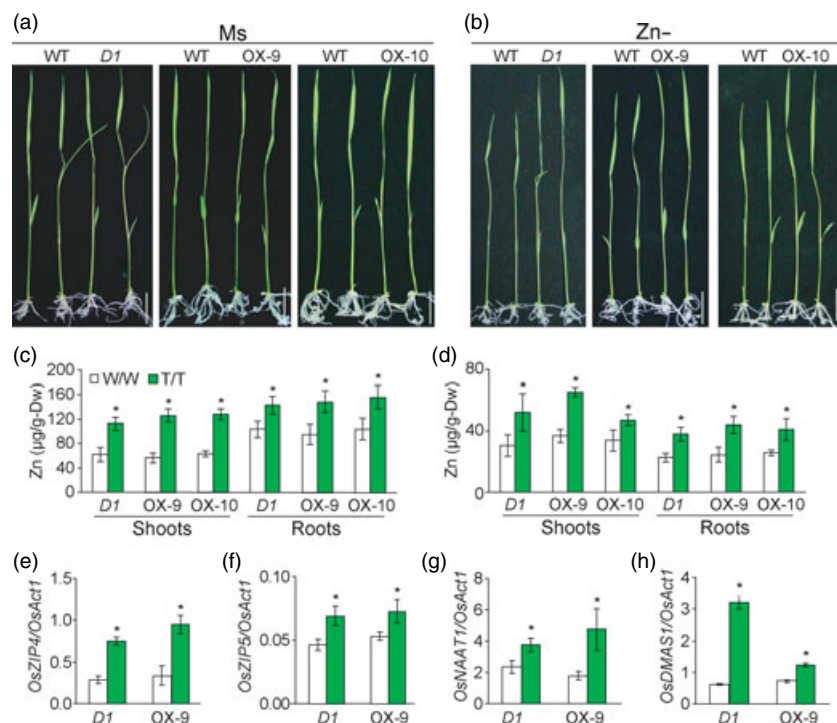 (a) Ms
WT D1 WT OX-9 WT OX-10
(b) Zn–
WT D1 WT OX-9 WT OX-10
(c)
Zn (µg/g-Dw)
200
160
120
80
40
0
W/W T/T
* * * * * *
D1 OX-9 OX-10 D1 OX-9 OX-10
Shoots Roots
(d)
Zn (µg/g-Dw)
80
40
0
* * * * * *
D1 OX-9 OX-10 D1 OX-9 OX-10
Shoots Roots
(e)
OsZIP4/OsAct1
1.5
1.0
0.5
0.0
* *
D1 OX-9
(f)
OsZIP5/OsAct1
0.10
0.05
0.00
* *
D1 OX-9
(g)
OsNAAT1/OsAct1
8
6
4
2
0
* *
D1 OX-9
(h)
OsDMAS1/OsAct1
4
3
2
1
0
* *
D1 OX-9